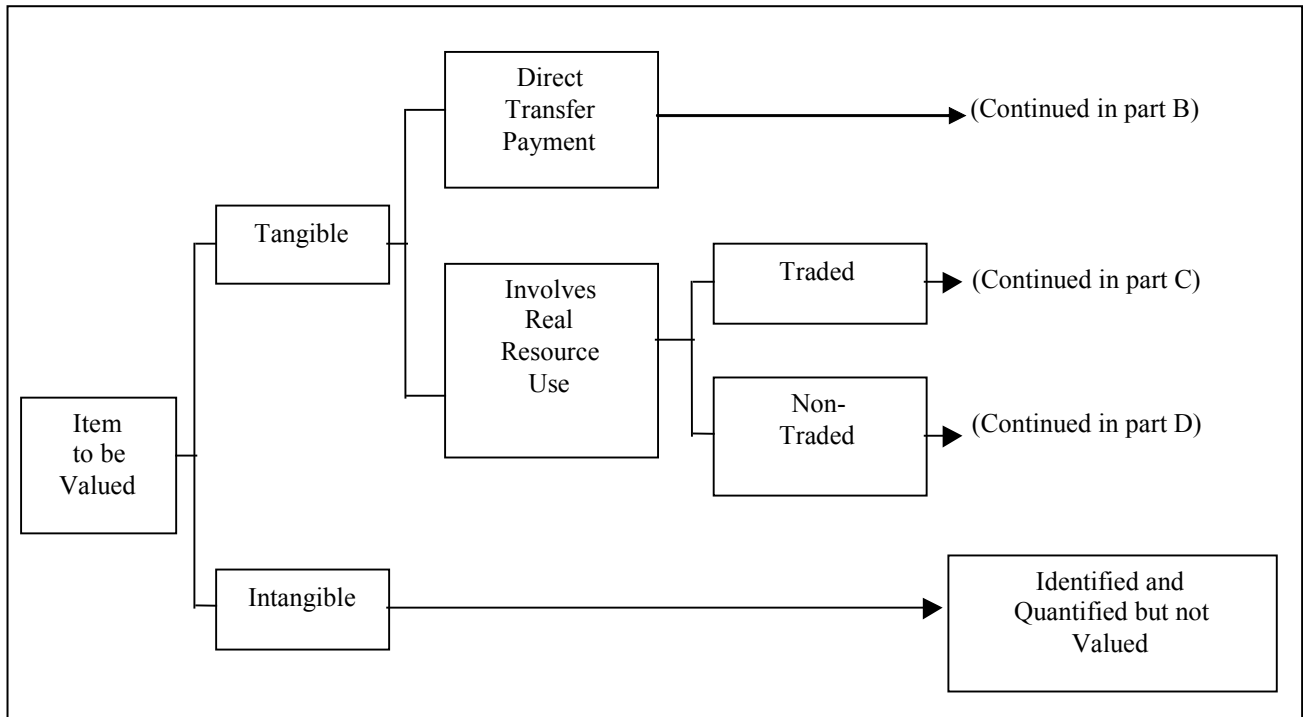 Direct
Transfer
Payment
(Continued in part B)
Tangible
Involves
Real
Resource
Use
Traded
(Continued in part C)
Non-
Traded
(Continued in part D)
Item
to be
Valued
Intangible
Identified and
Quantified but not
Valued